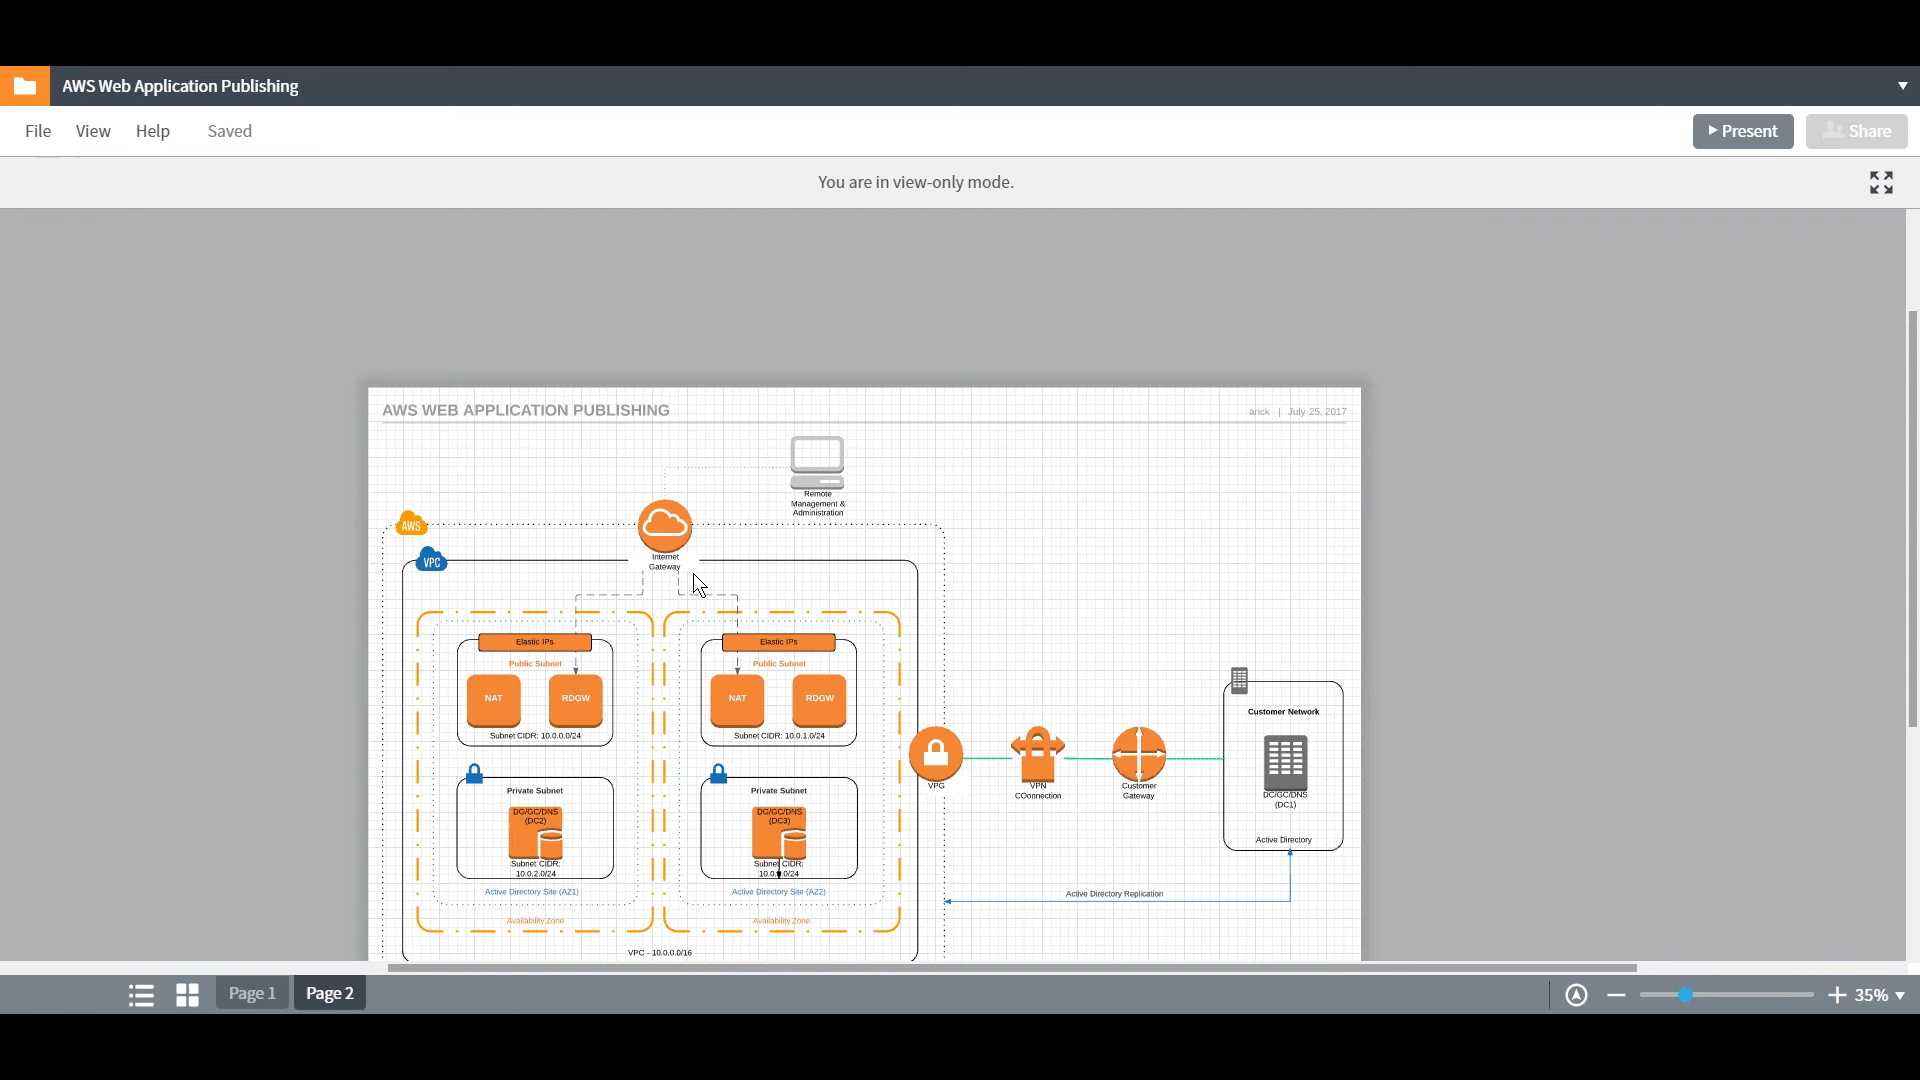 AWS Web Application Publishing
File View Help Saved
Present Share
You are in view-only mode.
AWS WEB APPLICATION PUBLISHING
arick | July 25, 2017
Remote
Management &
Administration
AWS
Internet
Gateway
VPC
Elastic IPs
Public Subnet
NAT RDGW
Subnet CIDR: 10.0.0.0/24
Elastic IPs
Public Subnet
NAT RDGW
Subnet CIDR: 10.0.1.0/24
Private Subnet
DG/GC/DNS
(DC2)
Subnet CIDR:
10.0.2.0/24
Active Directory Site (AZ1)
Availability Zone
Private Subnet
DG/GC/DNS
(DC3)
Subnet CIDR:
Active Directory Site (AZ2)
Availability Zone
VPC - 10.0.0.0/16
VPG
VPN
COonnection
Customer
Gateway
Customer Network
DC/GC/DNS
(DC1)
Active Directory
Active Directory Replication
Page 1 Page 2
35%